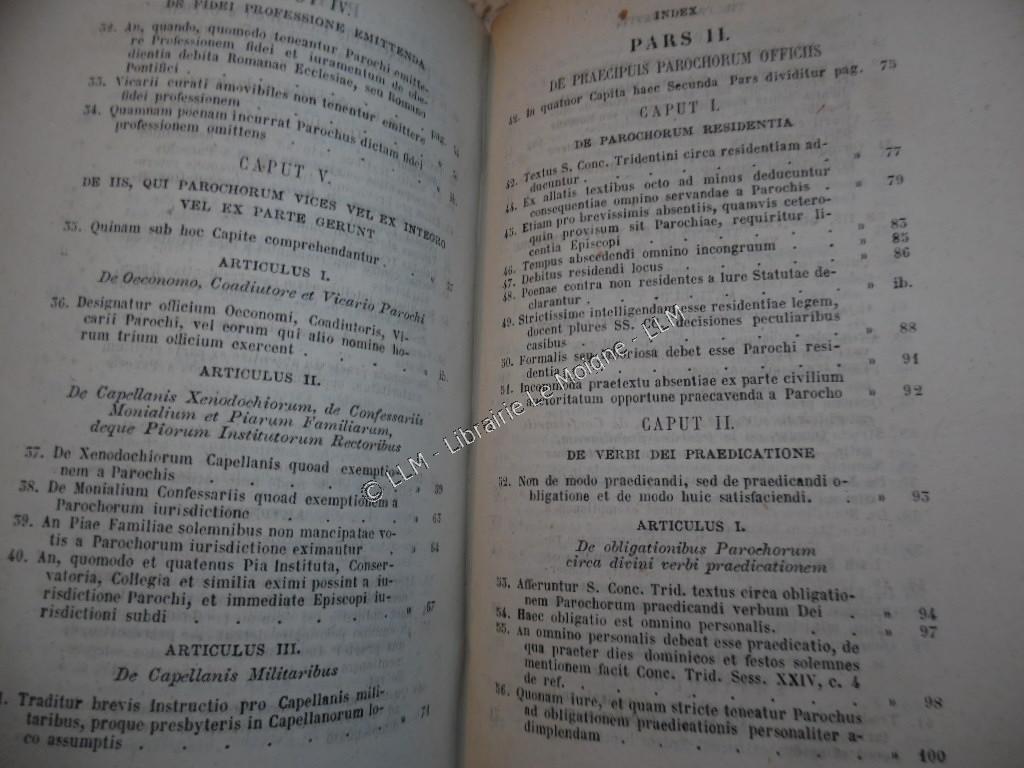 DE FIDEI PROFESSIONE EMITTENDA
32. An, quando, quomodo teneantur Parochi emitte-
re Professionem fidei et iuramentum de obe-
dientia debita Romanae Ecclesiae, seu Romano
Pontifici . . . pag.
33. Vicarii curati amovibiles non tenentur emittere
fidei professionem
34. Quamnam poenam incurrat Parochus dictam fidei
professionem omittens . . . ib.
CAPUT V.
DE IIS, QUI PAROCHORUM VICES VEL EX INTEGRO
VEL EX PARTE GERUNT
35. Quinam sub hoc Capite comprehendantur .
ARTICULUS I.
De Oeconomo, Coadiutore et Vicario Parochi
36. Designatur officium Oeconomi, Coadiutoris, Vi-
carii Parochi, vel eorum qui alio nomine ho-
rum trium officium exercent . . . ib.
ARTICULUS II.
De Capellanis Xenodochiorum, de Confessariis
Monialium et Piarum Familiarum,
deque Piorum Institutorum Rectoribus
37. De Xenodochiorum Capellanis quoad exemptio-
nem a Parochis . . . . » 59
38. De Monialium Confessariis quoad exemptionem a
Parochorum iurisdictione . . . » 63
39. An Piae Familiae solemnibus non mancipatae vo-
tis a Parochorum iurisdictione eximantur . » 64
40. An, quomodo et quatenus Pia Instituta, Conser-
vatoria, Collegia et similia eximi possint a iu-
risdictione Parochi, et immediate Episcopi iu-
risdictioni subdi . . . . . » 67
ARTICULUS III.
De Capellanis Militaribus
1. Traditur brevis Instructio pro Capellanis mili-
taribus, proque presbyteris in Capellanorum lo-
co assumptis . . . . . » 71
INDEX
PARS II.
DE PRAECIPUIS PAROCHORUM OFFICIIS
42. In quatuor Capita haec Secunda Pars dividitur pag. 75
CAPUT I.
DE PAROCHORUM RESIDENTIA
42. Textus S. Conc. Tridentini circa residentiam ad-
ducuntur . . . . . » 77
44. Ex allatis textibus octo ad minus deducuntur
consequentiae omnino servandae a Parochis . » 79
45. Etiam pro brevissimis absentiis, quamvis cetero-
quin provisum sit Parochiae, requiritur li-
centia Episcopi . . . . » 83
46. Tempus abscedendi omnino incongruum . . » 85
47. Debitus residendi locus . . . » 86
48. Poenae contra non residentes a Iure Statutae de-
clarantur . . . . . » ib.
49. Strictissime intelligendam esse residentiae legem,
docent plures SS. CC. decisiones peculiaribus
casibus . . . . . » 88
50. Formalis seu laboriosa debet esse Parochi resi-
dentia . . . . . » 91
51. Incommoda praetextu absentiae ex parte civilium
auctoritatum opportune praecavenda a Parocho » 92
CAPUT II.
DE VERBI DEI PRAEDICATIONE
52. Non de modo praedicandi, sed de praedicandi o-
bligatione et de modo huic satisfaciendi. . » 93
ARTICULUS I.
De obligationibus Parochorum
circa divini verbi praedicationem
53. Afferuntur S. Conc. Trid. textus circa obligatio-
nem Parochorum praedicandi verbum Dei . » 94
54. Haec obligatio est omnino personalis. . . » 97
55. An omnino personalis debeat esse praedicatio, de
qua praeter dies dominicos et festos solemnes
mentionem facit Conc. Trid. Sess. XXIV, c. 4
de ref. . . . . . » 98
56. Quonam iure, et quam stricte teneatur Parochus
ad obligationem praedicationis personaliter a-
dimplendam . . . . . » 100
© LLM - Librairie Le Moigne - LLM